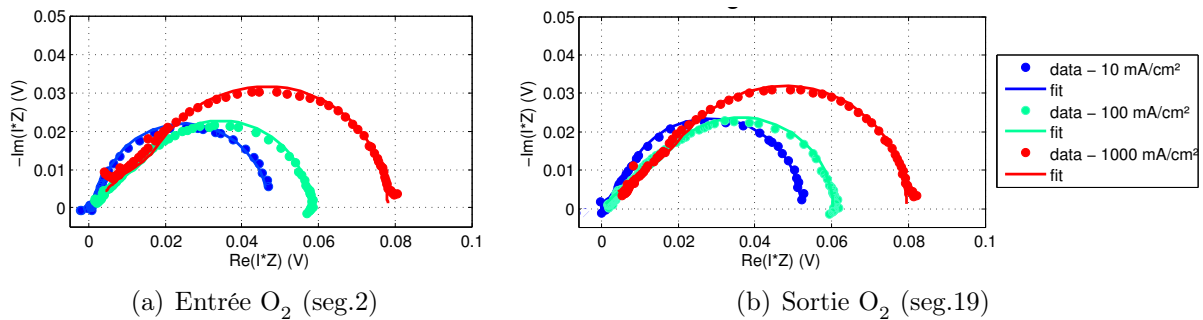 0.05
0.04
0.03
0.02
0.01
0
−Im(I*Z) (V)
0 0.02 0.04 0.06 0.08 0.1
Re(I*Z) (V)
(a) Entrée O₂ (seg.2)
0.05
0.04
0.03
0.02
0.01
0
−Im(I*Z) (V)
0 0.02 0.04 0.06 0.08 0.1
Re(I*Z) (V)
(b) Sortie O₂ (seg.19)
data − 10 mA/cm²
fit
data − 100 mA/cm²
fit
data − 1000 mA/cm²
fit